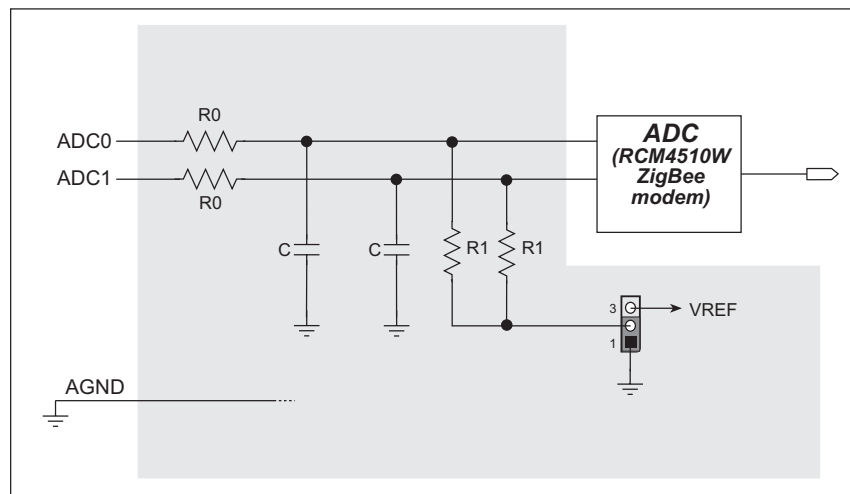 R0
ADC0
ADC1
R0
ADC
(RCM4510W
ZigBee
modem)
C
C
R1
R1
3
VREF
1
AGND